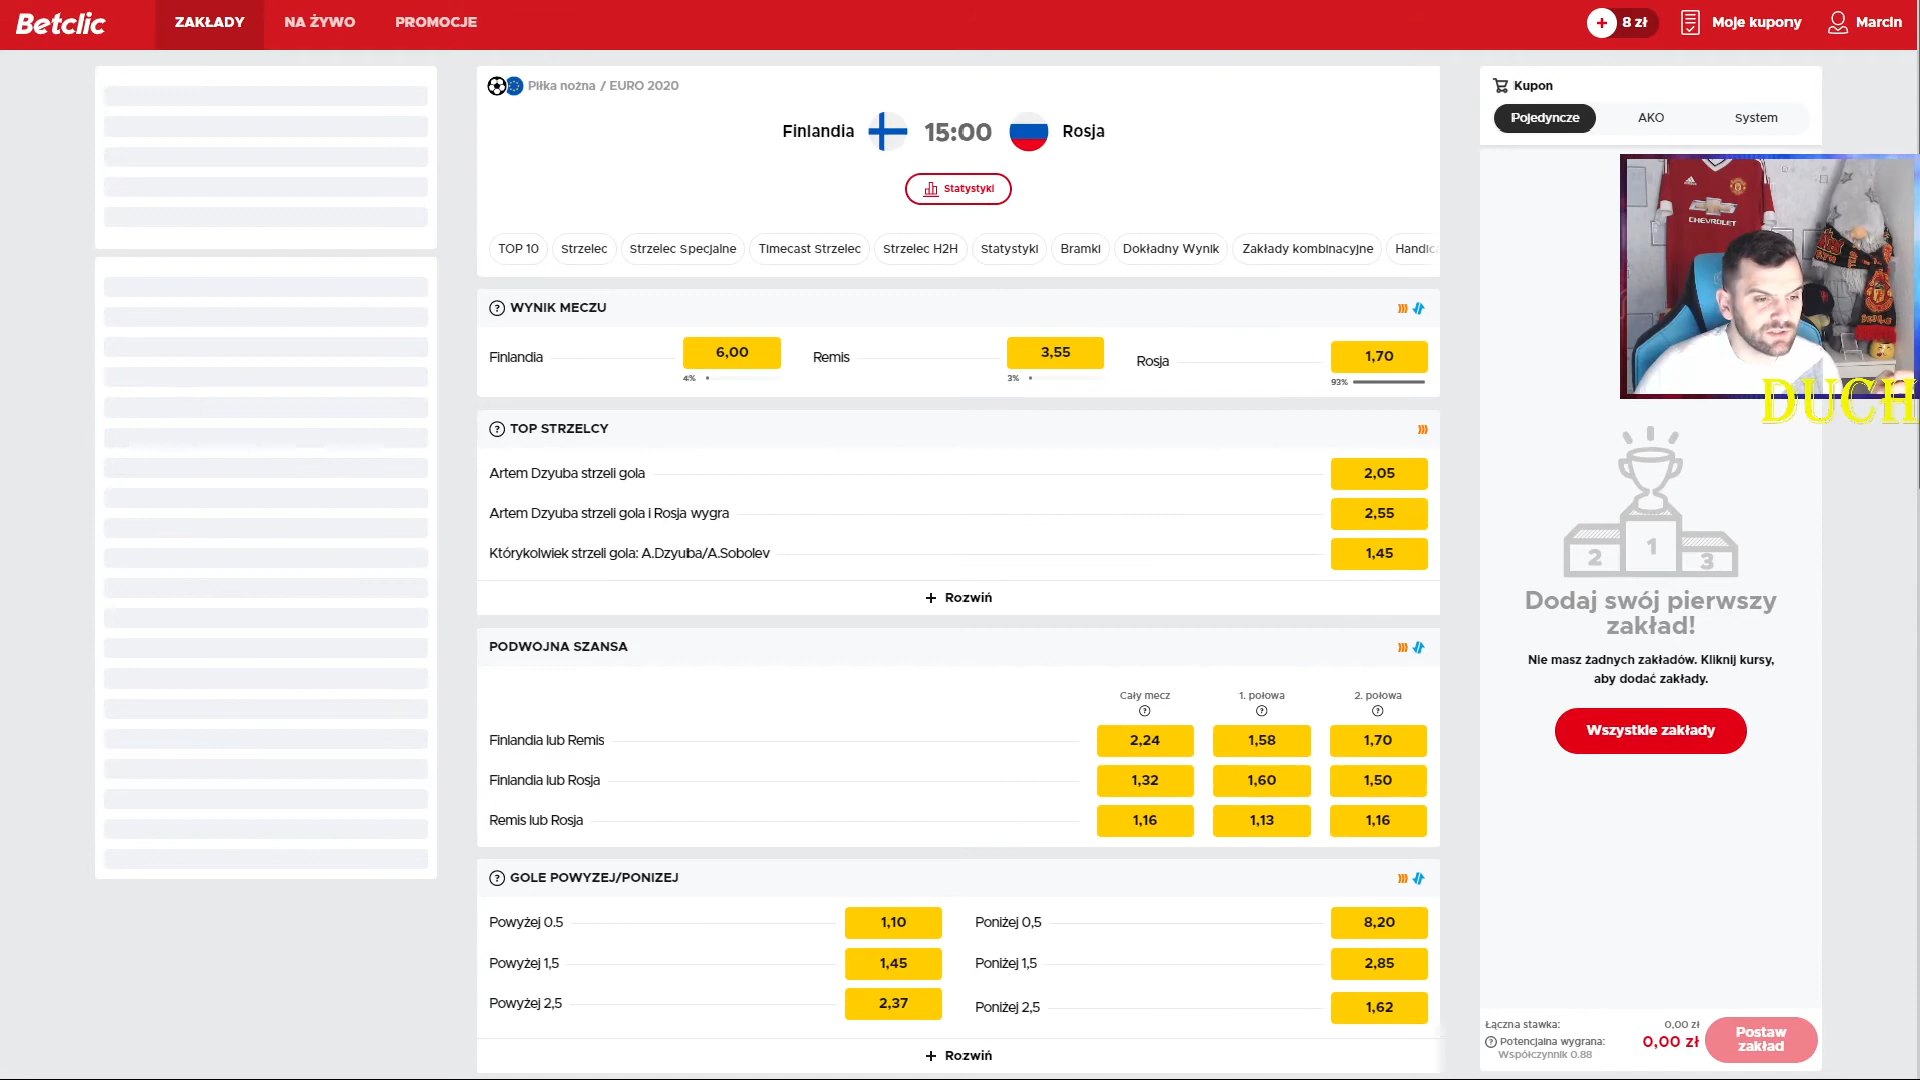 Betclic
ZAKŁADY
NA ŻYWO
PROMOCJE
8 zł
Moje kupony
Marcin
Piłka nożna / EURO 2020
Finlandia
15:00
Rosja
Statystyki
TOP 10
Strzelec
Strzelec Specjalne
Timecast Strzelec
Strzelec H2H
Statystyki
Bramki
Dokładny Wynik
Zakłady kombinacyjne
WYNIK MECZU
Finlandia
6,00
4%
Remis
3,55
3%
Rosja
1,70
93%
TOP STRZELCY
Artem Dzyuba strzeli gola
2,05
Artem Dzyuba strzeli gola i Rosja wygra
2,55
Którykolwiek strzeli gola: A.Dzyuba/A.Sobolev
1,45
+ Rozwiń
PODWÓJNA SZANSA
Cały mecz
1. połowa
2. połowa
Finlandia lub Remis
2,24
1,58
1,70
Finlandia lub Rosja
1,32
1,60
1,50
Remis lub Rosja
1,16
1,13
1,16
GOLE POWYŻEJ/PONIŻEJ
Powyżej 0.5
1,10
Poniżej 0,5
8,20
Powyżej 1,5
1,45
Poniżej 1,5
2,85
Powyżej 2,5
2,37
Poniżej 2,5
1,62
+ Rozwiń
Kupon
Pojedyncze
AKO
System
CHEVROLET
DUCH
2
1
3
Dodaj swój pierwszy
zakład!
Nie masz żadnych zakładów. Kliknij kursy,
aby dodać zakłady.
Wszystkie zakłady
Łączna stawka:
0,00 zł
Potencjalna wygrana:
0,00 zł
Współczynnik 0.88
Postaw
zakład